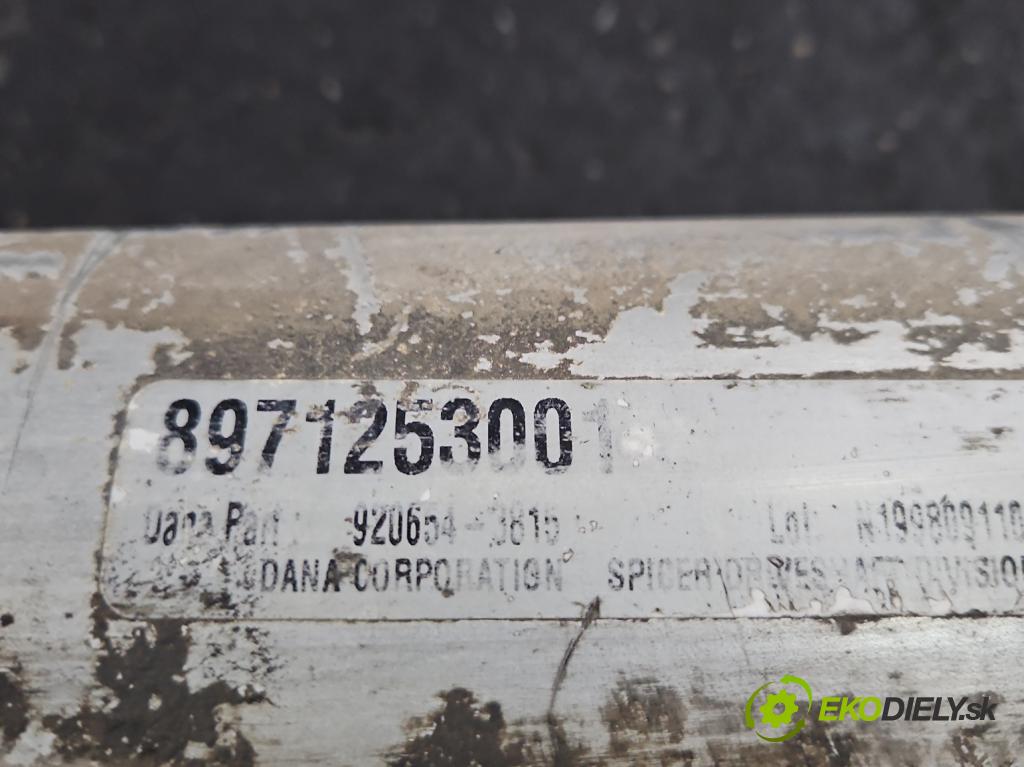 8971253001
Dana Part: 920654-3815 Lot: N199809110
DANA CORPORATION SPICER DRIVESHAFT DIVISION
EKODIELY.sk